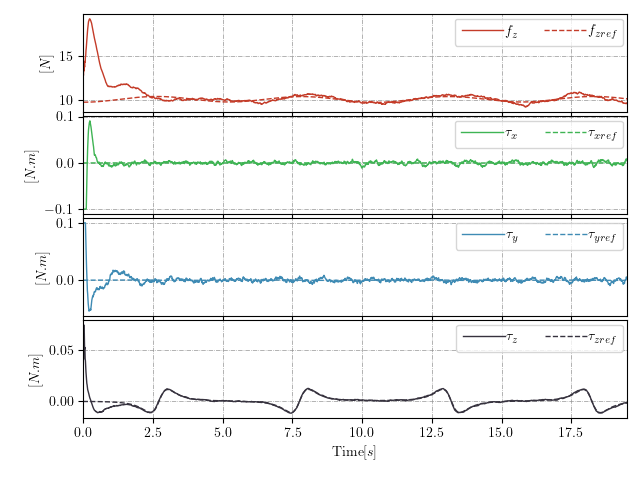 15
10
[N]
f_z f_zref
0.1
0.0
−0.1
[N.m]
τ_x τ_xref
0.1
0.0
[N.m]
τ_y τ_yref
0.05
0.00
[N.m]
τ_z τ_zref
0.0 2.5 5.0 7.5 10.0 12.5 15.0 17.5
Time[s]